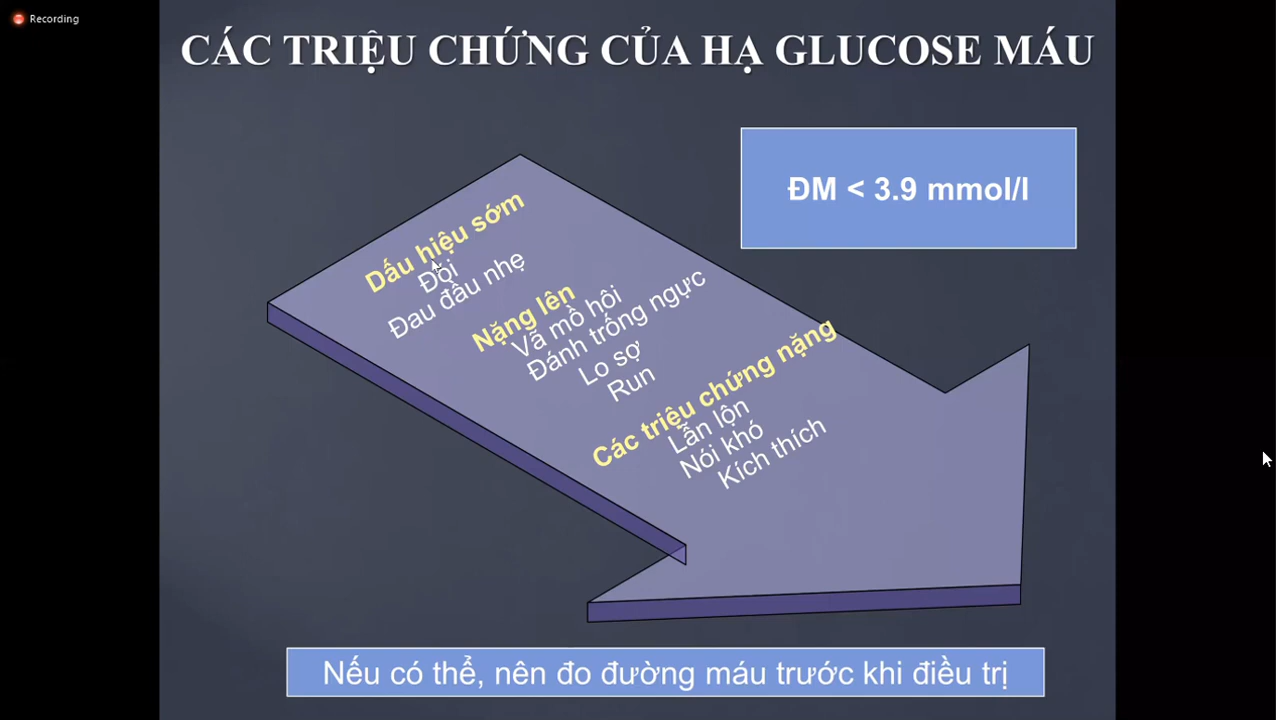 Recording
CÁC TRIỆU CHỨNG CỦA HẠ GLUCOSE MÁU
ĐM < 3.9 mmol/l
Dấu hiệu sớm
Đói
Đau đầu nhẹ
Nặng lên
Vã mồ hôi
Đánh trống ngực
Lo sợ
Run
Các triệu chứng nặng
Lẫn lộn
Nói khó
Kích thích
Nếu có thể, nên đo đường máu trước khi điều trị